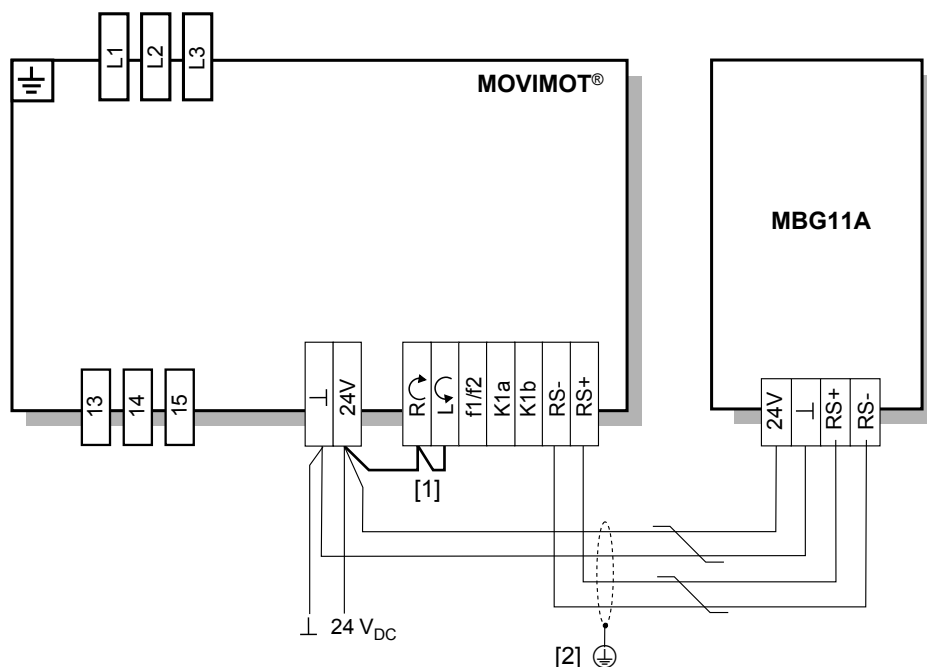 L1
L2
L3
MOVIMOT®
MBG11A
13
14
15
⊥
24V
R
L
f1/f2
K1a
K1b
RS-
RS+
24V
⊥
RS+
RS-
[1]
⊥ 24 VDC
[2]